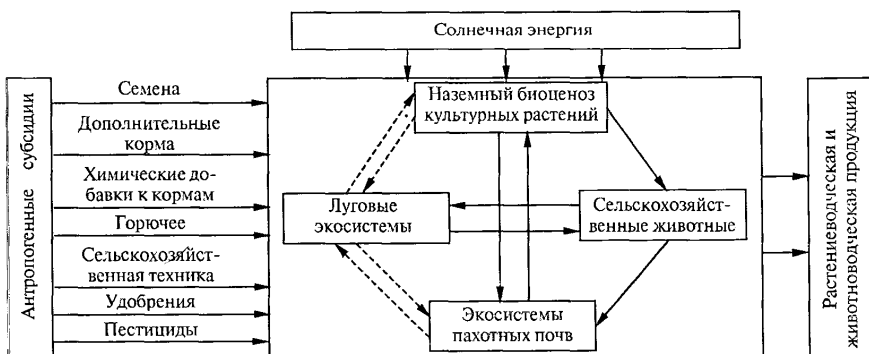 Солнечная энергия
Антропогенные субсидии
Семена
Дополнительные
корма
Химические до-
бавки к кормам
Горючее
Сельскохозяйст-
венная техника
Удобрения
Пестициды
Наземный биоценоз
культурных растений
Луговые
экосистемы
Сельскохозяйст-
венные животные
Экосистемы
пахотных почв
Растениеводческая и
животноводческая продукция